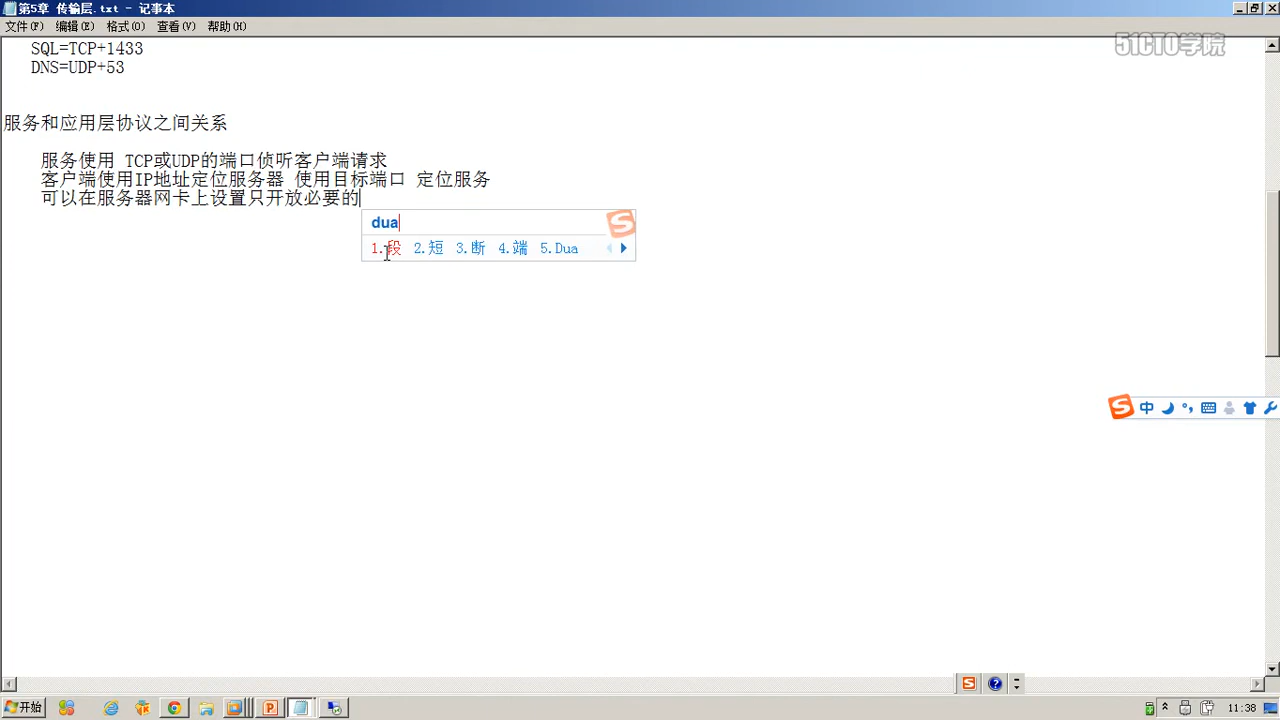 第5章 传输层.txt - 记事本
文件(F) 编辑(E) 格式(O) 查看(V) 帮助(H)
51CTO学院
SQL=TCP+1433
DNS=UDP+53
服务和应用层协议之间关系
服务使用 TCP或UDP的端口侦听客户端请求
客户端使用IP地址定位服务器 使用目标端口 定位服务
可以在服务器网卡上设置只开放必要的
dua
1.段 2.短 3.断 4.端 5.Dua
中
开始
11:38